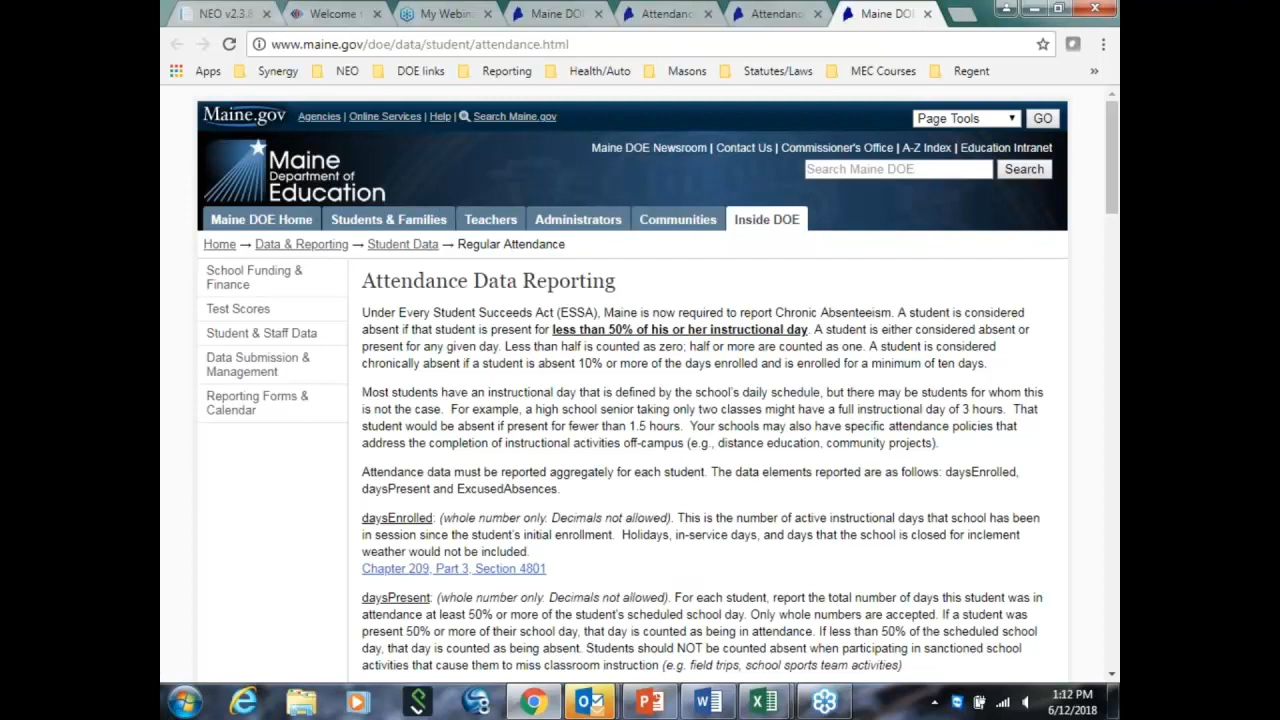 NEO v2.3.8
Welcome
My Webin
Maine DO
Attendanc
Attendanc
Maine DO
www.maine.gov/doe/data/student/attendance.html
Apps
Synergy
NEO
DOE links
Reporting
Health/Auto
Masons
Statutes/Laws
MEC Courses
Regent
»
Maine.gov
Agencies | Online Services | Help | Search Maine.gov
Page Tools
GO
Maine DOE Newsroom | Contact Us | Commissioner's Office | A-Z Index | Education Intranet
Maine
Department of
Education
Search Maine DOE
Search
Maine DOE Home
Students & Families
Teachers
Administrators
Communities
Inside DOE
Home → Data & Reporting → Student Data → Regular Attendance
School Funding &
Finance
Test Scores
Student & Staff Data
Data Submission &
Management
Reporting Forms &
Calendar
Attendance Data Reporting
Under Every Student Succeeds Act (ESSA), Maine is now required to report Chronic Absenteeism. A student is considered
absent if that student is present for less than 50% of his or her instructional day. A student is either considered absent or
present for any given day. Less than half is counted as zero; half or more are counted as one. A student is considered
chronically absent if a student is absent 10% or more of the days enrolled and is enrolled for a minimum of ten days.
Most students have an instructional day that is defined by the school's daily schedule, but there may be students for whom this
is not the case. For example, a high school senior taking only two classes might have a full instructional day of 3 hours. That
student would be absent if present for fewer than 1.5 hours. Your schools may also have specific attendance policies that
address the completion of instructional activities off-campus (e.g., distance education, community projects).
Attendance data must be reported aggregately for each student. The data elements reported are as follows: daysEnrolled,
daysPresent and ExcusedAbsences.
daysEnrolled: (whole number only. Decimals not allowed). This is the number of active instructional days that school has been
in session since the student's initial enrollment. Holidays, in-service days, and days that the school is closed for inclement
weather would not be included.
Chapter 209, Part 3, Section 4801
daysPresent: (whole number only. Decimals not allowed). For each student, report the total number of days this student was in
attendance at least 50% or more of the student's scheduled school day. Only whole numbers are accepted. If a student was
present 50% or more of their school day, that day is counted as being in attendance. If less than 50% of the scheduled school
day, that day is counted as being absent. Students should NOT be counted absent when participating in sanctioned school
activities that cause them to miss classroom instruction (e.g. field trips, school sports team activities)
1:12 PM
6/12/2018